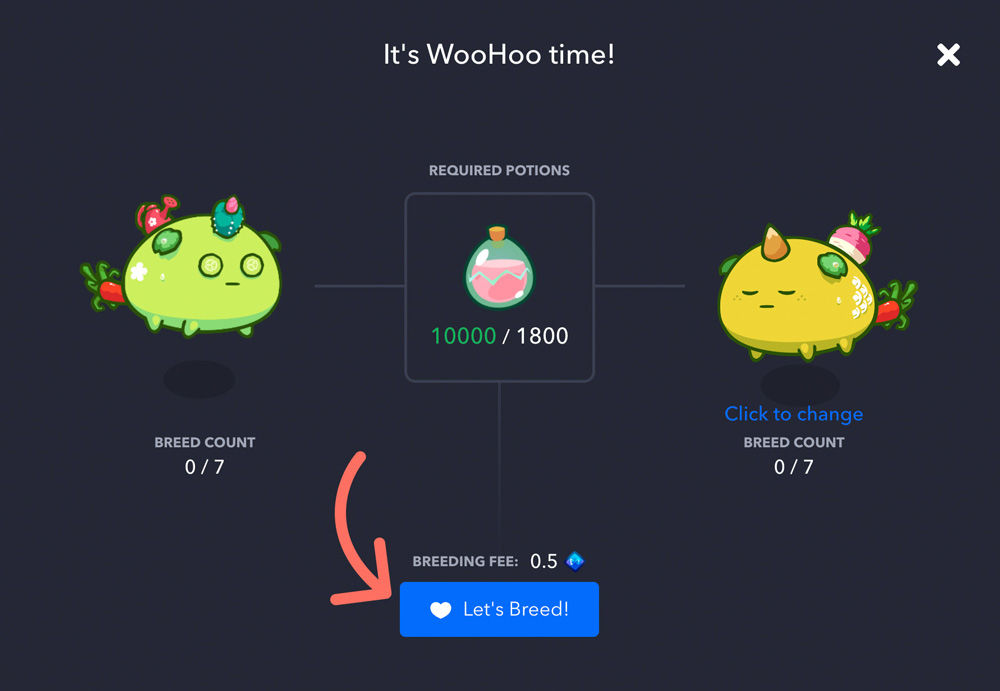 It's WooHoo time!
REQUIRED POTIONS
10000 / 1800
Click to change
BREED COUNT
0 / 7
BREED COUNT
0 / 7
BREEDING FEE: 0.5
Let's Breed!